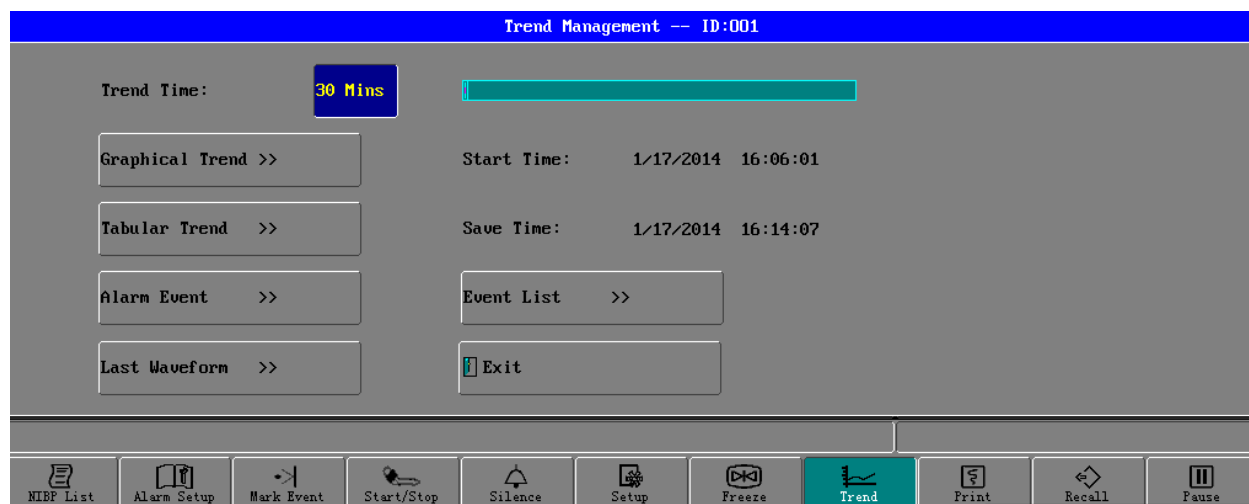 Trend Management -- ID:001
Trend Time: 30 Mins
Graphical Trend >> Start Time: 1/17/2014 16:06:01
Tabular Trend >> Save Time: 1/17/2014 16:14:07
Alarm Event >> Event List >>
Last Waveform >> Exit
NIBP List Alarm Setup Mark Event Start/Stop Silence Setup Freeze Trend Print Recall Pause